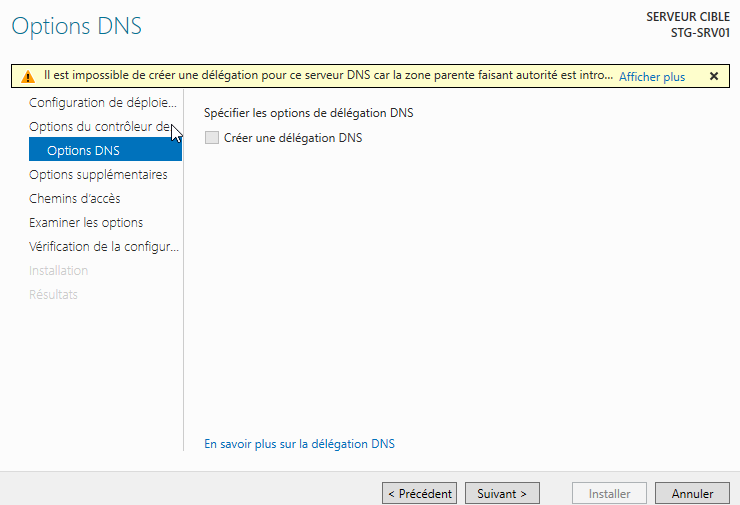 Options DNS
SERVEUR CIBLE
STG-SRV01
Il est impossible de créer une délégation pour ce serveur DNS car la zone parente faisant autorité est intro... Afficher plus
Configuration de déploie...
Options du contrôleur de
Options DNS
Options supplémentaires
Chemins d'accès
Examiner les options
Vérification de la configur...
Installation
Résultats
Spécifier les options de délégation DNS
Créer une délégation DNS
En savoir plus sur la délégation DNS
< Précédent
Suivant >
Installer
Annuler